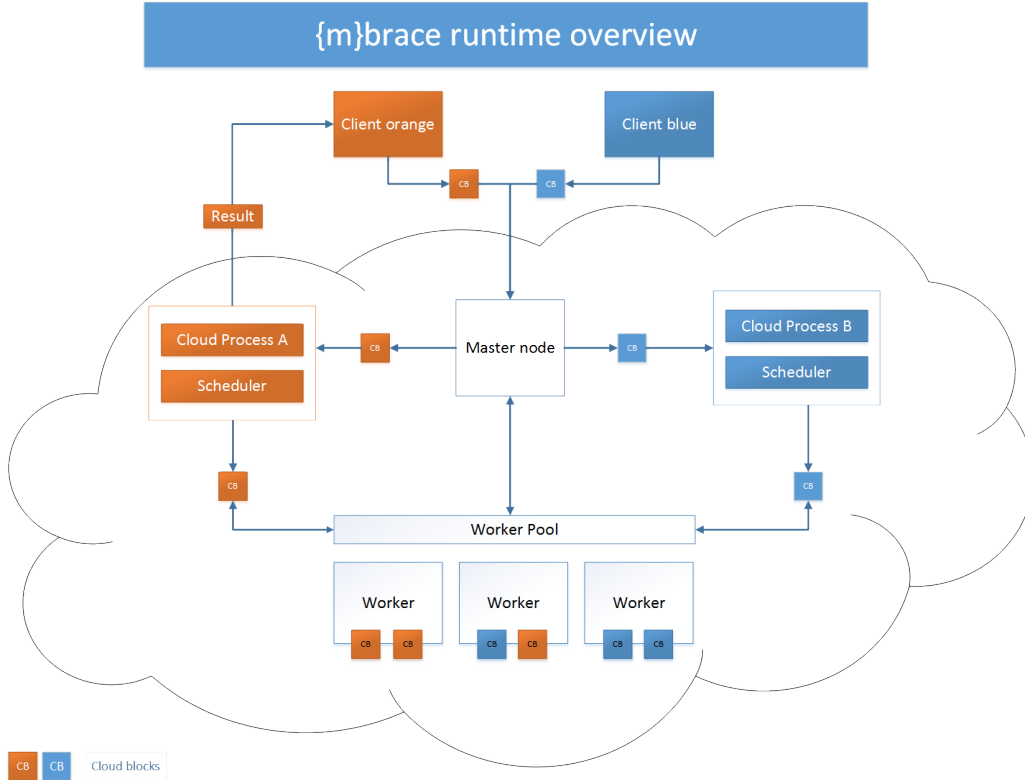 {m}brace runtime overview
Client orange
Client blue
CB
CB
Result
Cloud Process A
Scheduler
CB
Master node
CB
Cloud Process B
Scheduler
CB
CB
Worker Pool
Worker
Worker
Worker
CB
CB
CB
CB
CB
CB
CB
CB
Cloud blocks